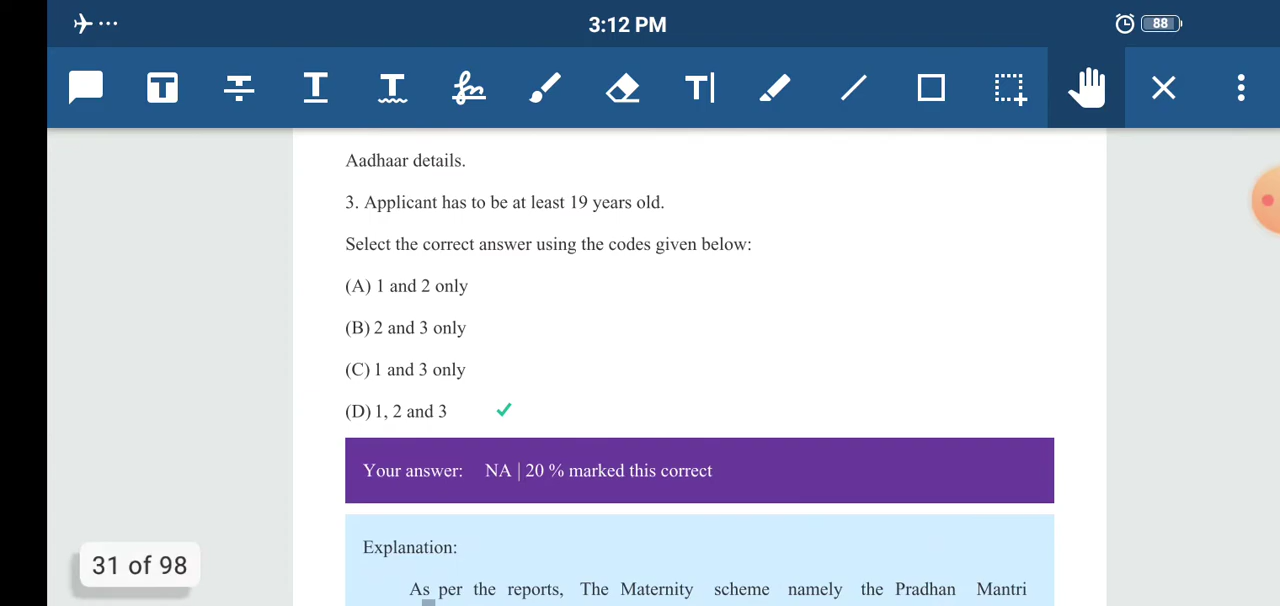 3:12 PM
88
T T T T fn T
Aadhaar details.
3. Applicant has to be at least 19 years old.
Select the correct answer using the codes given below:
(A) 1 and 2 only
(B) 2 and 3 only
(C) 1 and 3 only
(D) 1, 2 and 3
Your answer: NA | 20 % marked this correct
Explanation:
31 of 98
As per the reports, The Maternity scheme namely the Pradhan Mantri